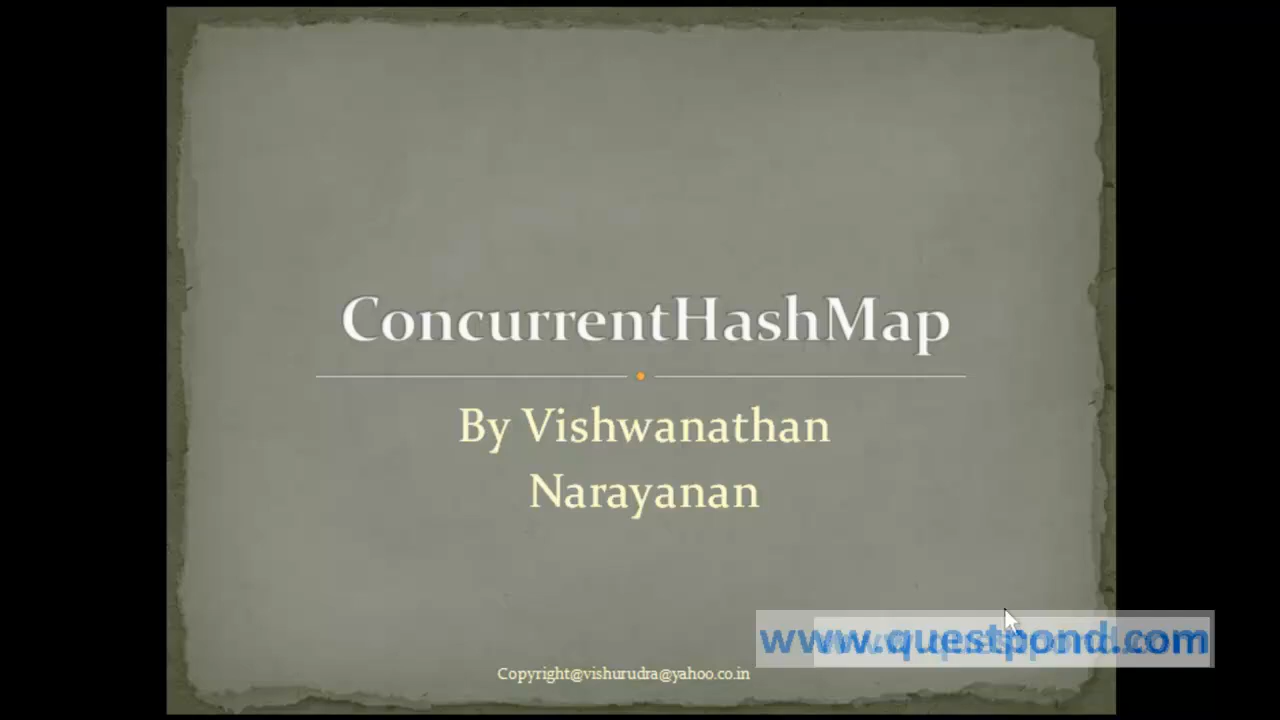 ConcurrentHashMap
By Vishwanathan
Narayanan
www.questpond.com
Copyright@vishurudra@yahoo.co.in